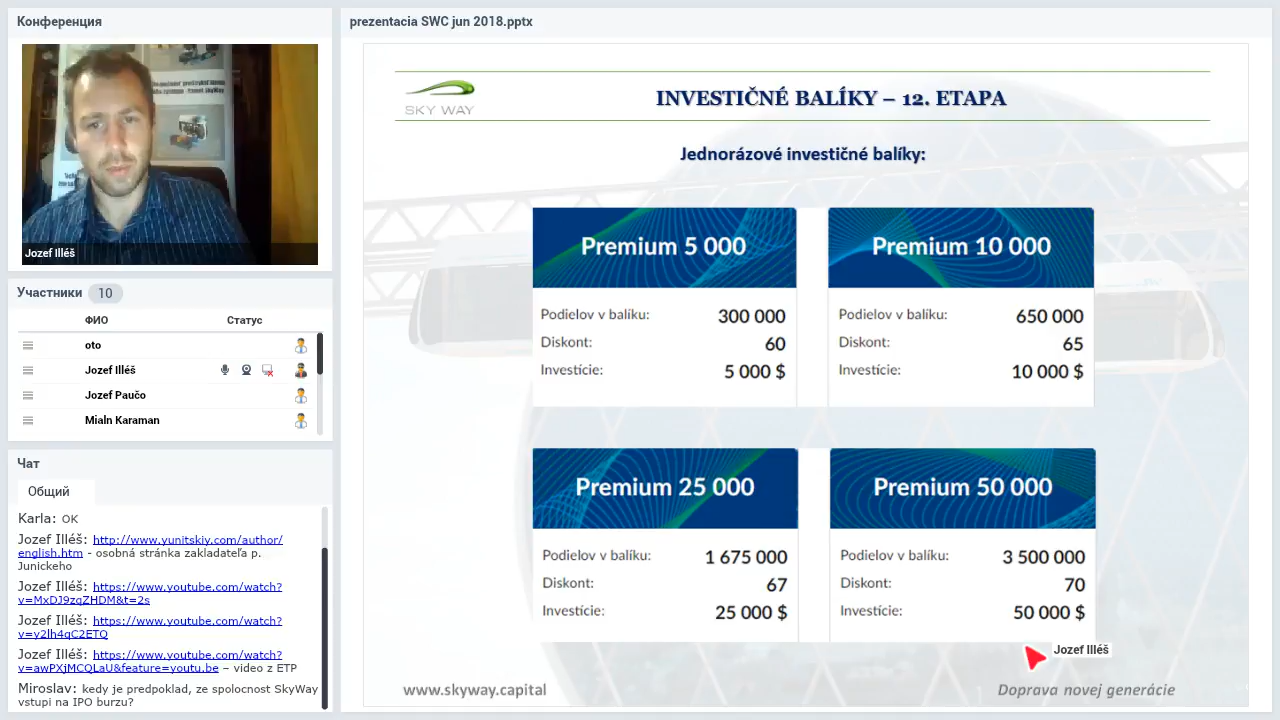 Конференция
Jozef Illéš
Участники 10
ФИО Статус
oto
Jozef Illéš
Jozef Paučo
Mialn Karaman
Чат
Общий
Karla: OK
Jozef Illéš: http://www.yunitskiy.com/author/
english.htm - osobná stránka zakladateľa p.
Junickeho
Jozef Illéš: https://www.youtube.com/watch?
v=MxDJ9zqZHDM&t=2s
Jozef Illéš: https://www.youtube.com/watch?
v=y2lh4qC2ETQ
Jozef Illéš: https://www.youtube.com/watch?
v=awPXjMCQLaU&feature=youtu.be – video z ETP
Miroslav: kedy je predpoklad, ze spolocnost SkyWay
vstupi na IPO burzu?
prezentacia SWC jun 2018.pptx
SKY WAY
INVESTIČNÉ BALÍKY – 12. ETAPA
Jednorázové investičné balíky:
Premium 5 000
Podielov v balíku: 300 000
Diskont: 60
Investície: 5 000 $
Premium 10 000
Podielov v balíku: 650 000
Diskont: 65
Investície: 10 000 $
Premium 25 000
Podielov v balíku: 1 675 000
Diskont: 67
Investície: 25 000 $
Premium 50 000
Podielov v balíku: 3 500 000
Diskont: 70
Investície: 50 000 $
Jozef Illéš
www.skyway.capital
Doprava novej generácie